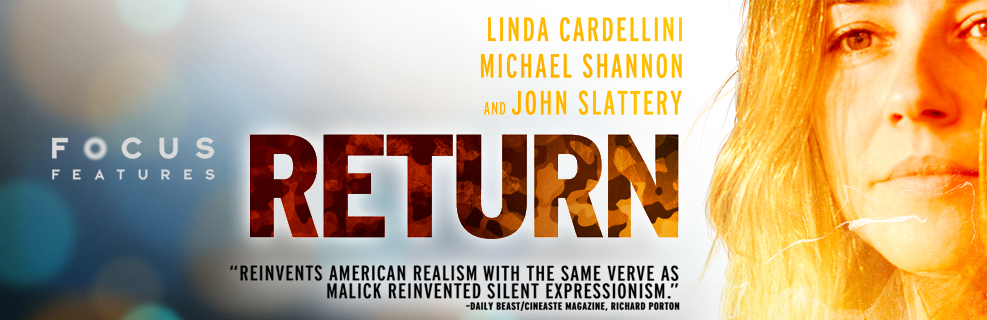 LINDA CARDELLINI
MICHAEL SHANNON
AND JOHN SLATTERY
FOCUS
FEATURES
RETURN
“REINVENTS AMERICAN REALISM WITH THE SAME VERVE AS
MALICK REINVENTED SILENT EXPRESSIONISM.”
-DAILY BEAST/CINEASTE MAGAZINE, RICHARD PORTON